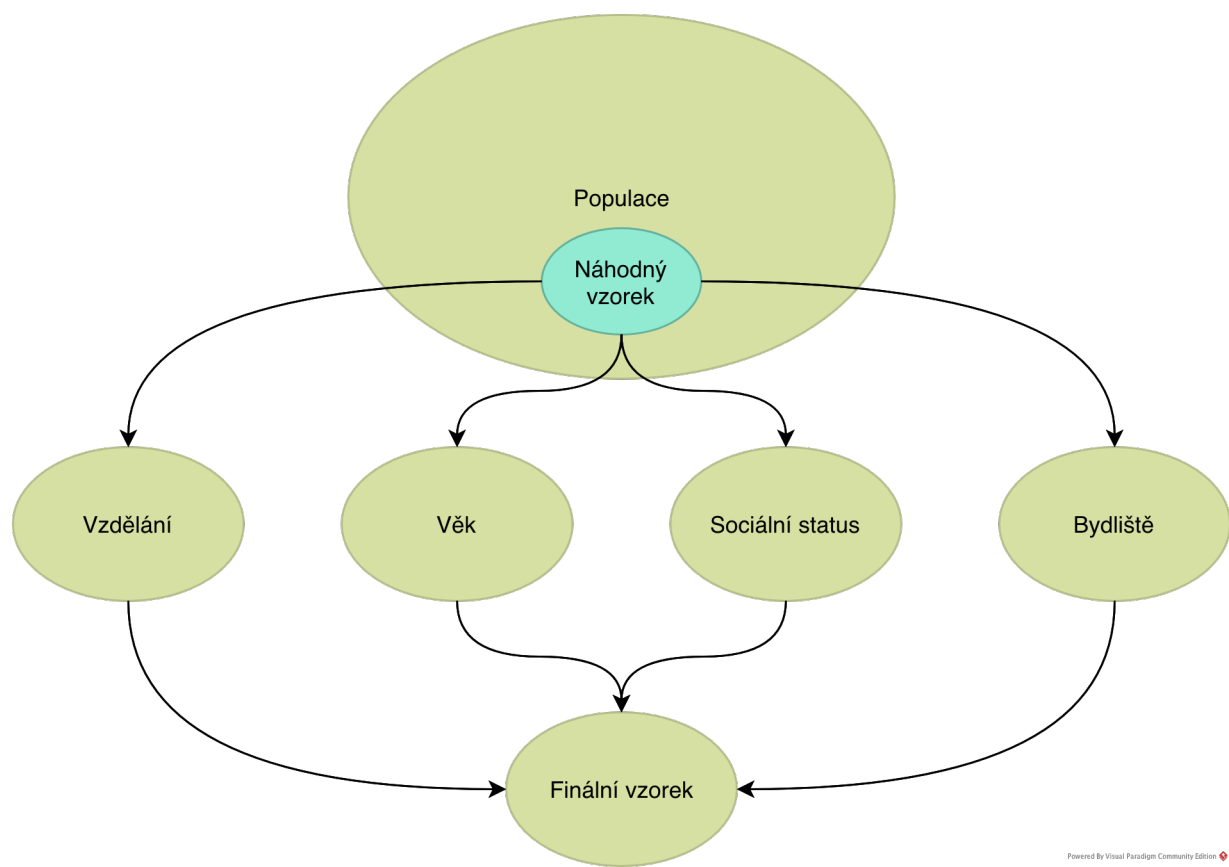 Populace
Náhodný
vzorek
Vzdělání
Věk
Sociální status
Bydliště
Finální vzorek
Powered By Visual Paradigm Community Edition